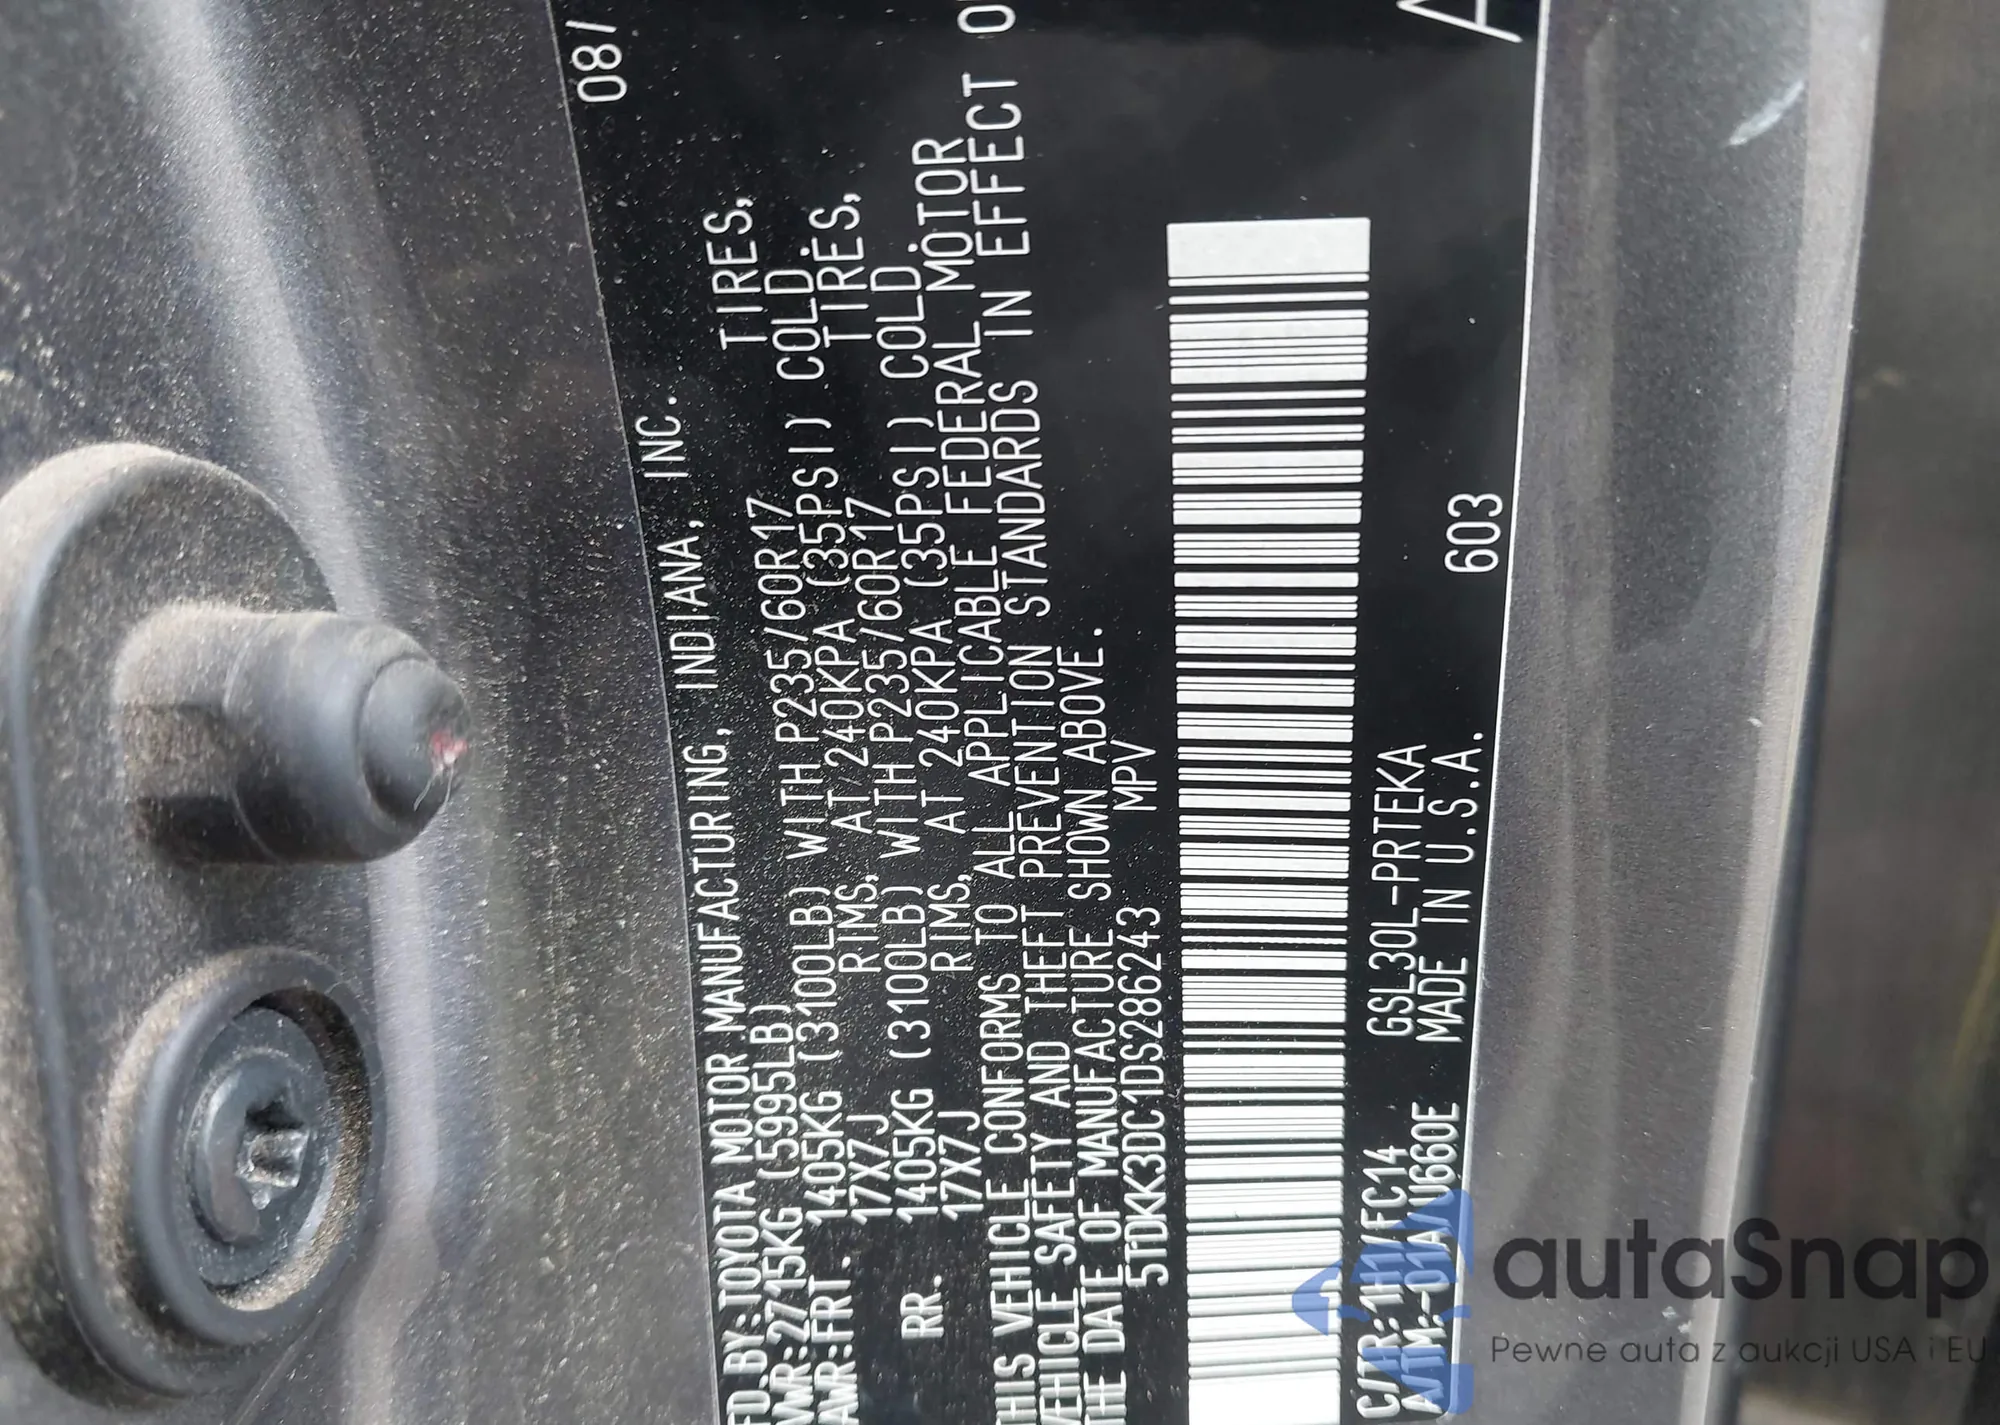 08/
FD.BY:TOYOTA MOTOR MANUFACTURING, INDIANA, INC.
VWR:2715KG (5995LB)
AWR:FRT. 1405KG (3100LB) WITH P235/60R17 TIRES,
17X7J RIMS, AT 240KPA (35PSI) COLD
RR. 1405KG (3100LB) WITH P235/60R17 TIRES,
17X7J RIMS, AT 240KPA (35PSI) COLD
THIS VEHICLE CONFORMS TO ALL APPLICABLE FEDERAL MOTOR
VEHICLE SAFETY AND THEFT PREVENTION STANDARDS IN EFFECT O
THE DATE OF MANUFACTURE SHOWN ABOVE.
5TDKK3DC1DS286243 MPV
C/TR:1H1/FC14 GSL30L-PRTEKA
A/TM:-01A/U660E MADE IN U.S.A. 603
A
autaSnap
Pewne auta z aukcji USA i EU